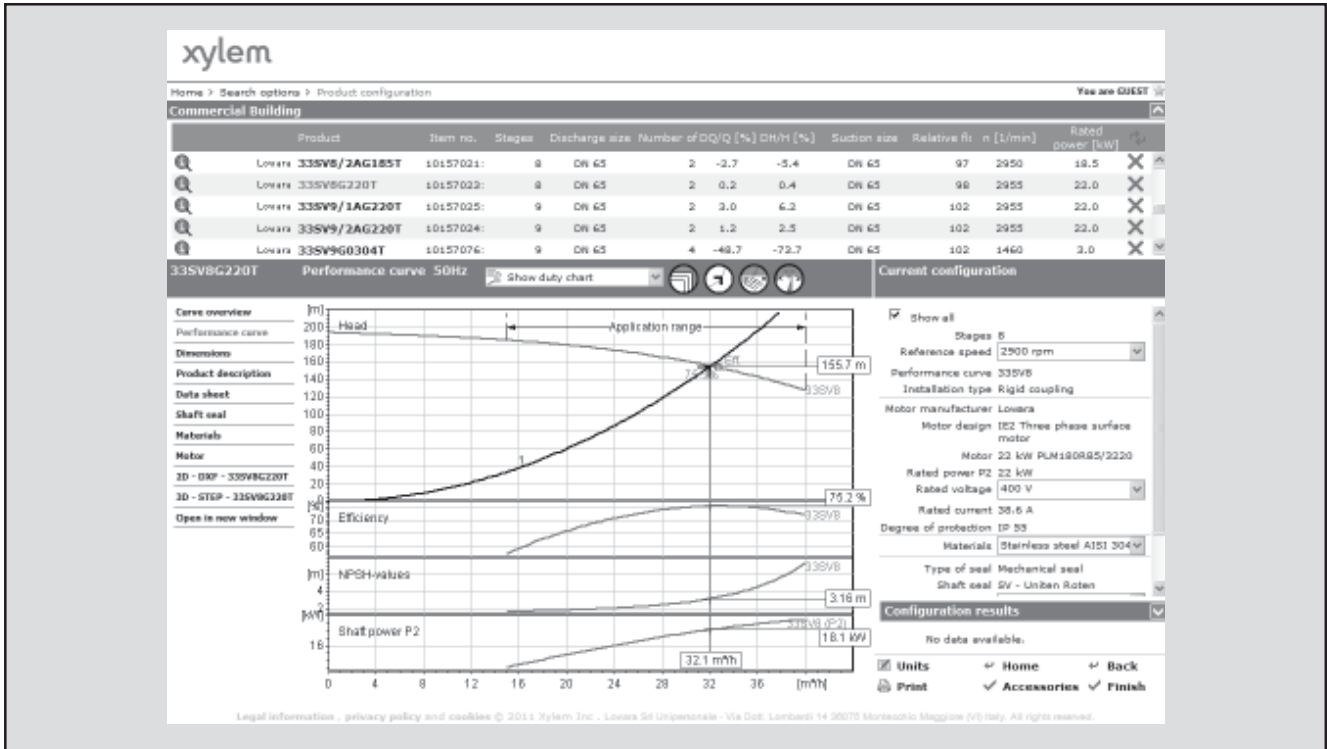 xylem
Home > Search options > Product configuration You are GUEST
Commercial Building
Product Item no. Stages Discharge size Number of DQ/Q [%] DH/H [%] Suction size Relative fl n [1/min] Rated power [kW]
Lowara 33SV8/2AG185T 10157021: 8 DN 65 2 -2.7 -5.4 DN 65 97 2950 18.5
Lowara 33SV8G220T 10157022: 8 DN 65 2 0.2 0.4 DN 65 98 2955 22.0
Lowara 33SV9/1AG220T 10157025: 9 DN 65 2 3.0 6.2 DN 65 102 2955 22.0
Lowara 33SV9/2AG220T 10157024: 9 DN 65 2 1.2 2.5 DN 65 102 2955 22.0
Lowara 33SV9G0304T 10157076: 9 DN 65 4 -48.7 -73.7 DN 65 102 1460 3.0
33SV8G220T Performance curve 50Hz Show duty chart Current configuration
Curve overview
Performance curve
Dimensions
Product description
Data sheet
Shaft seal
Materials
Motor
2D - DXF - 33SV8G220T
3D - STEP - 33SV8G220T
Open in new window
[m]
200 Head Application range
180
160 Eff. 155.7 m
140
120 33SV8
100
80
60
40 1
20
0
[%] 75.2 %
70 Efficiency 33SV8
65
60
[m] NPSH-values 33SV8
4
2 3.16 m
[kW] 33SV8 (P2)
Shaft power P2 18.1 kW
16
32.1 m³/h
0 4 8 12 16 20 24 28 32 36 [m³/h]
Show all
Stages 8
Reference speed 2900 rpm
Performance curve 33SV8
Installation type Rigid coupling
Motor manufacturer Lowara
Motor design IE2 Three phase surface
motor
Motor 22 kW PLM180R85/3220
Rated power P2 22 kW
Rated voltage 400 V
Rated current 38.6 A
Degree of protection IP 55
Materials Stainless steel AISI 304
Type of seal Mechanical seal
Shaft seal SV - Uniten Roten
Configuration results
No data available.
Units Home Back
Print Accessories Finish
Legal information , privacy policy and cookies © 2011 Xylem Inc . Lowara Srl Unipersonale - Via Dott. Lombardi 14 36075 Montecchio Maggiore (VI) Italy. All rights reserved.